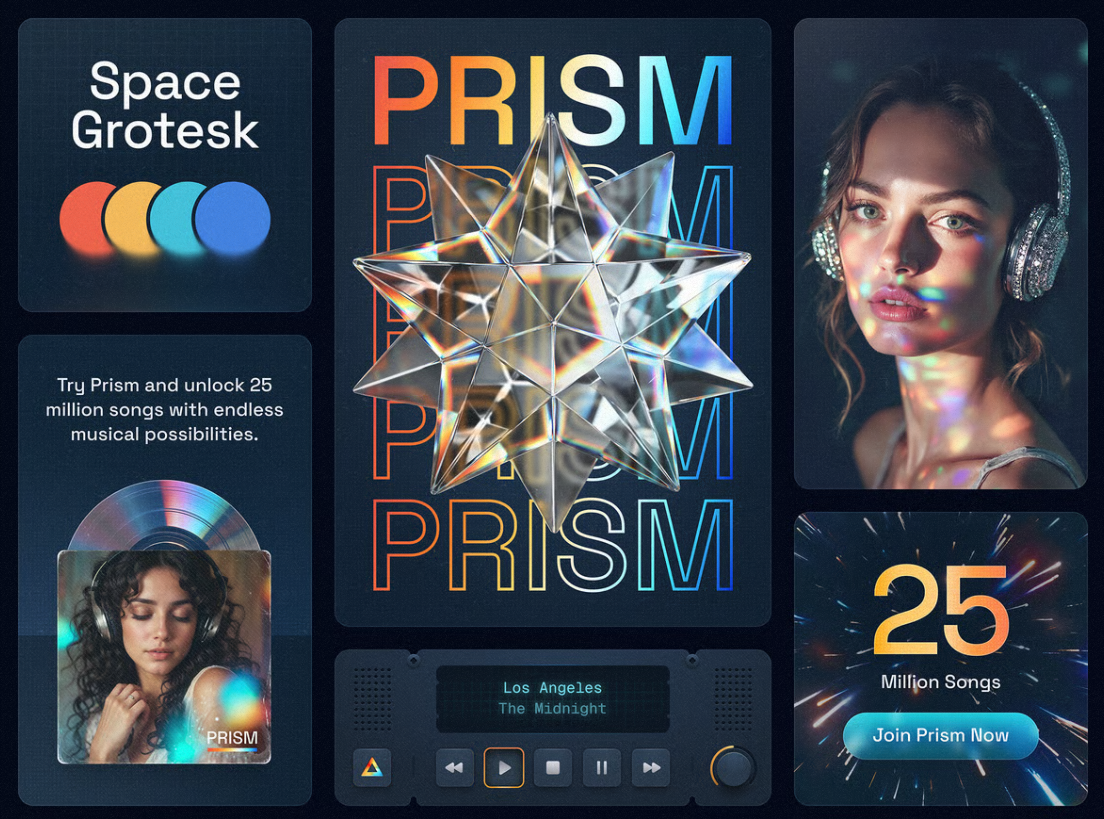 Space
Grotesk
Try Prism and unlock 25
million songs with endless
musical possibilities.
PRISM
PRISM
PRISM
PRISM
PRISM
PRISM
Los Angeles
The Midnight
25
Million Songs
Join Prism Now